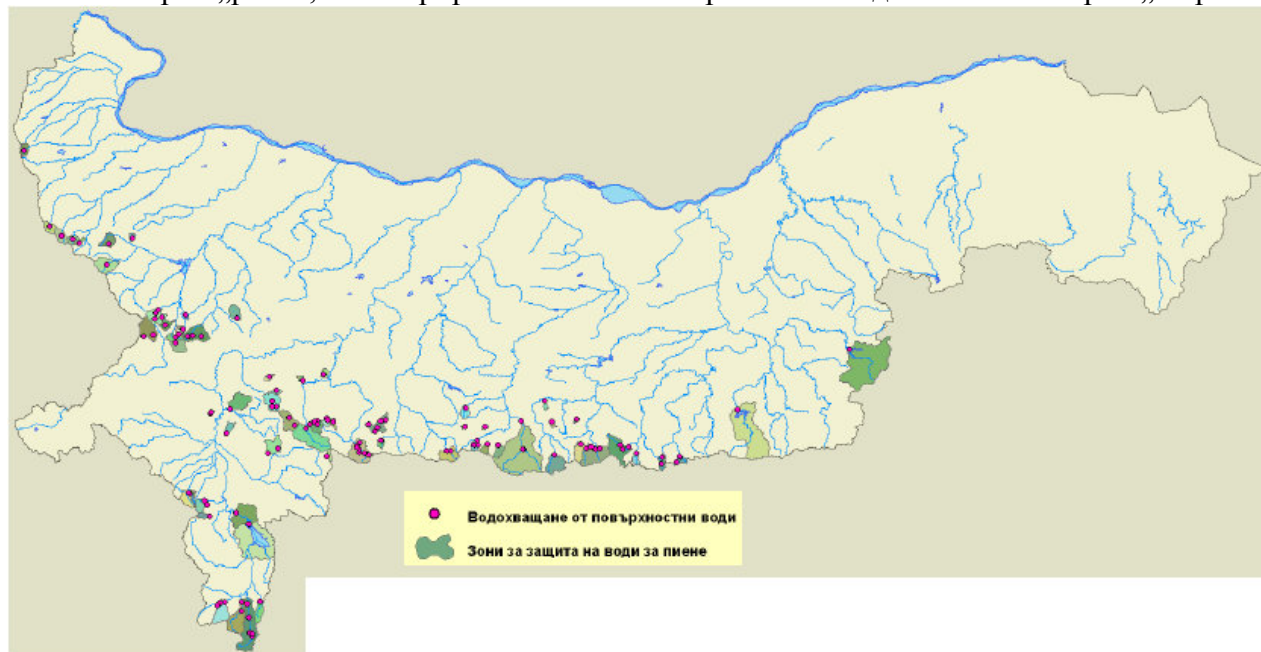 Водохващане от повърхностни води
Зони за защита на води за пиене